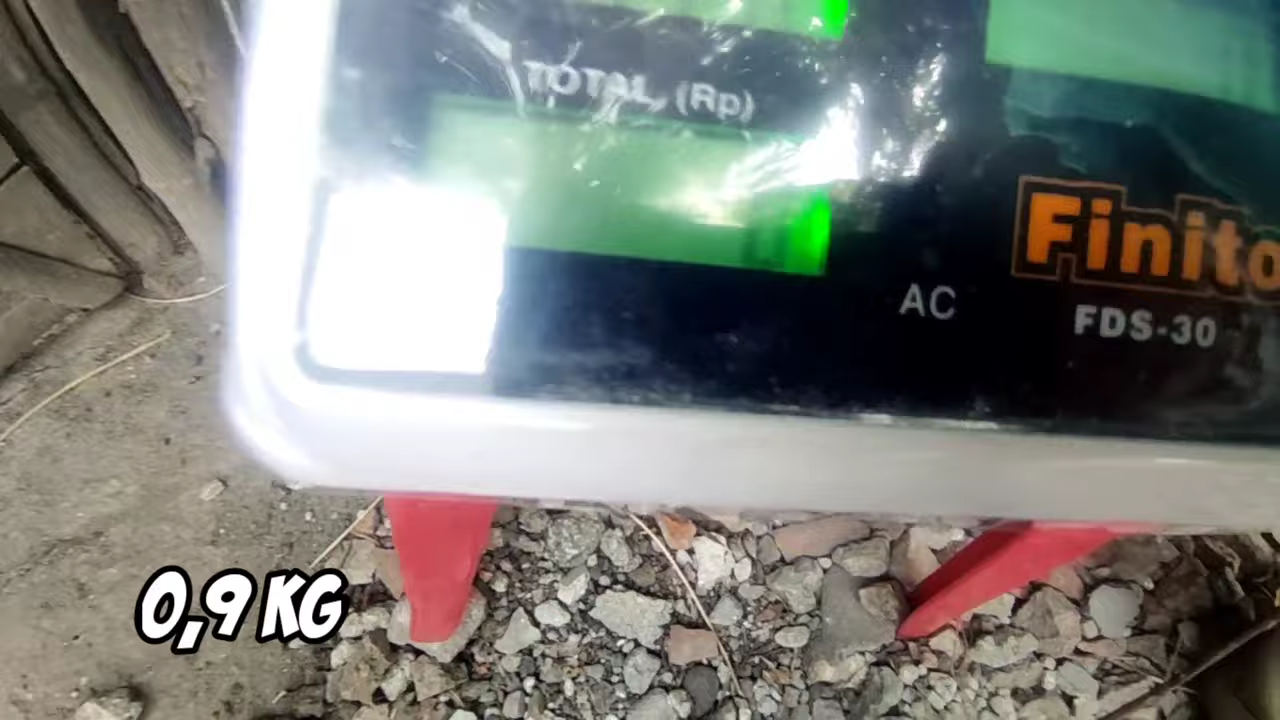 TOTAL (Rp)
Finito
AC
FDS-30
0,9 KG